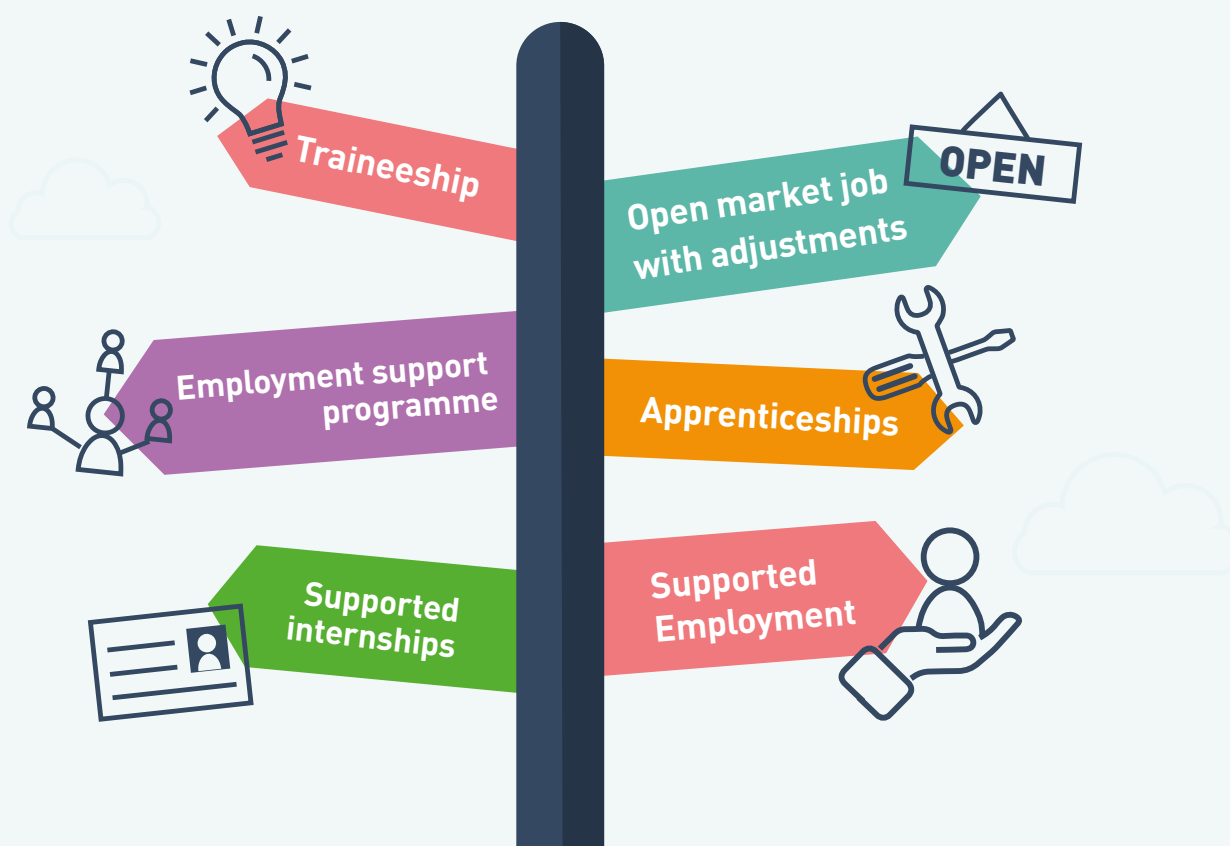 Traineeship
Open market job
with adjustments
OPEN
Employment support
programme
Apprenticeships
Supported
internships
Supported
Employment